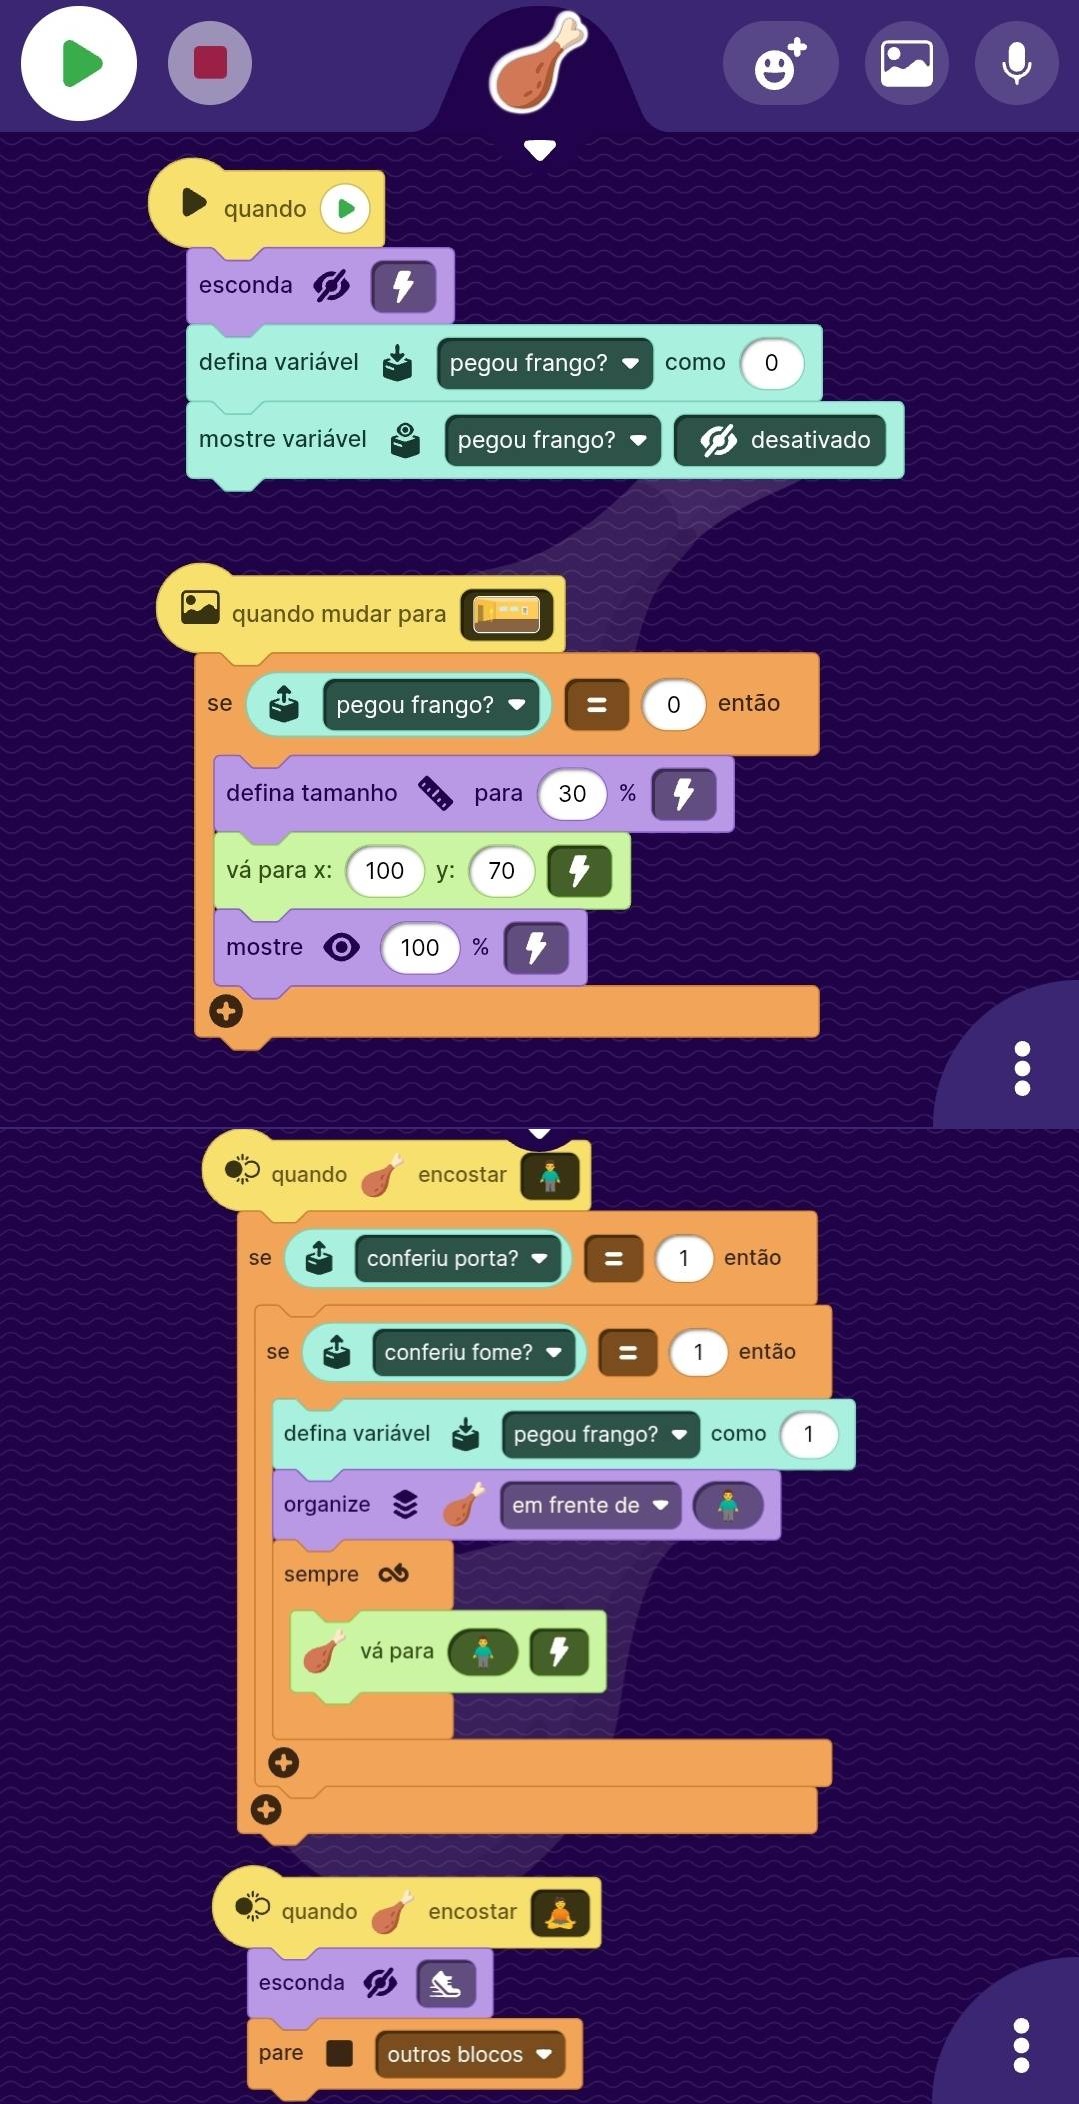 quando
esconda
defina variável pegou frango? como 0
mostre variável pegou frango? desativado
quando mudar para
se pegou frango? = 0 então
defina tamanho para 30 %
vá para x: 100 y: 70
mostre 100 %
quando encostar
se conferiu porta? = 1 então
se conferiu fome? = 1 então
defina variável pegou frango? como 1
organize em frente de
sempre
vá para
quando encostar
esconda
pare outros blocos